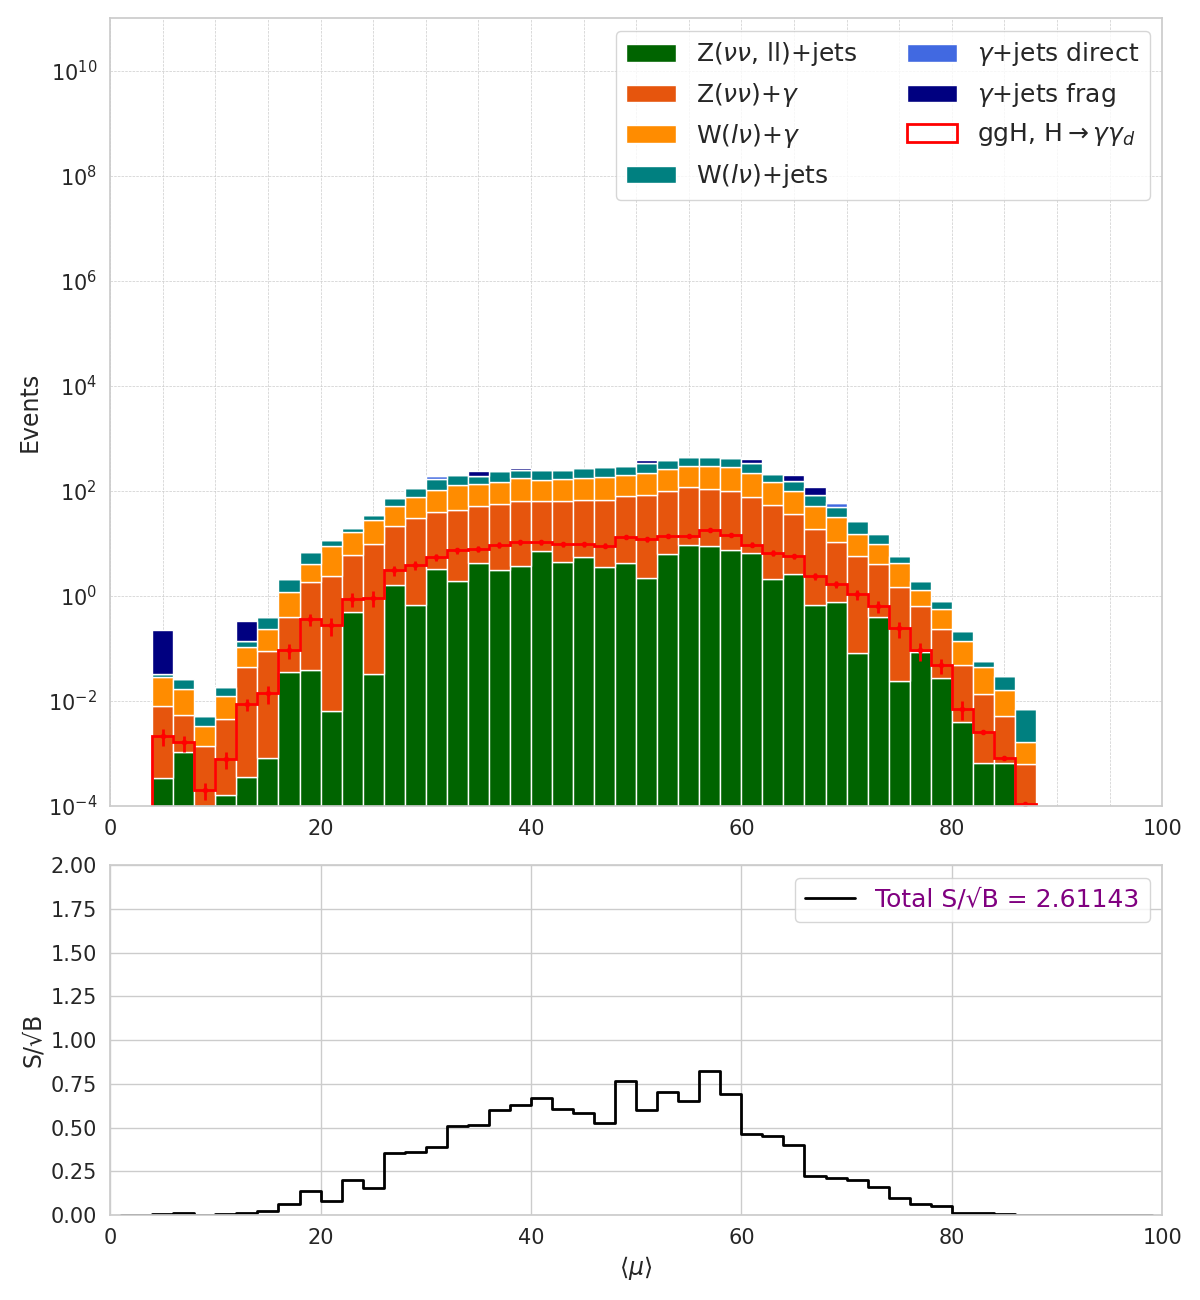 Z(νν, ll)+jets
Z(νν)+γ
W(lν)+γ
W(lν)+jets
γ+jets direct
γ+jets frag
ggH, H→γγ_d
Events
10^10
10^8
10^6
10^4
10^2
10^0
10^−2
10^−4
0 20 40 60 80 100
Total S/√B = 2.61143
S/√B
2.00
1.75
1.50
1.25
1.00
0.75
0.50
0.25
0.00
0 20 40 60 80 100
⟨μ⟩